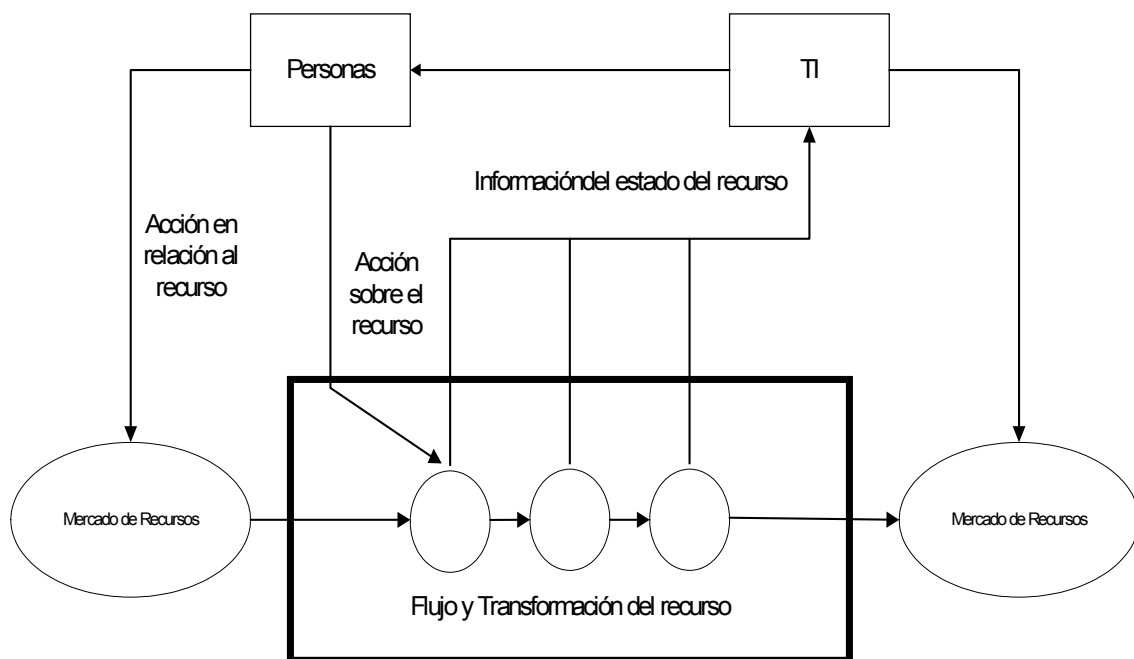 Personas
TI
Informacióndel estado del recurso
Acción en
relación al
recurso
Acción
sobre el
recurso
Mercado de Recursos
Mercado de Recursos
Flujo y Transformación del recurso